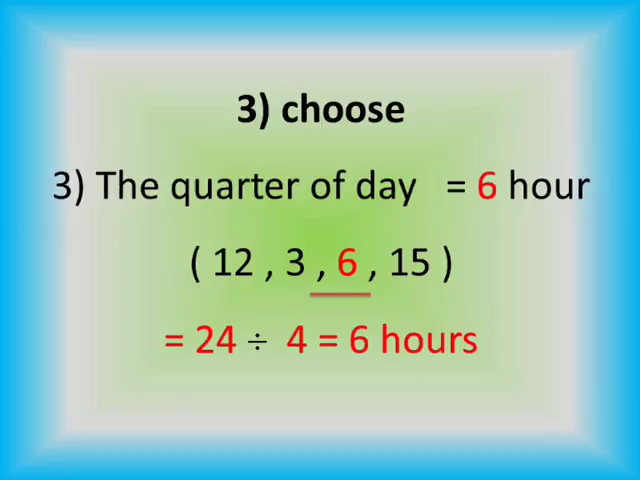 3) choose
3) The quarter of day = 6 hour
( 12 , 3 , 6 , 15 )
= 24 ÷ 4 = 6 hours